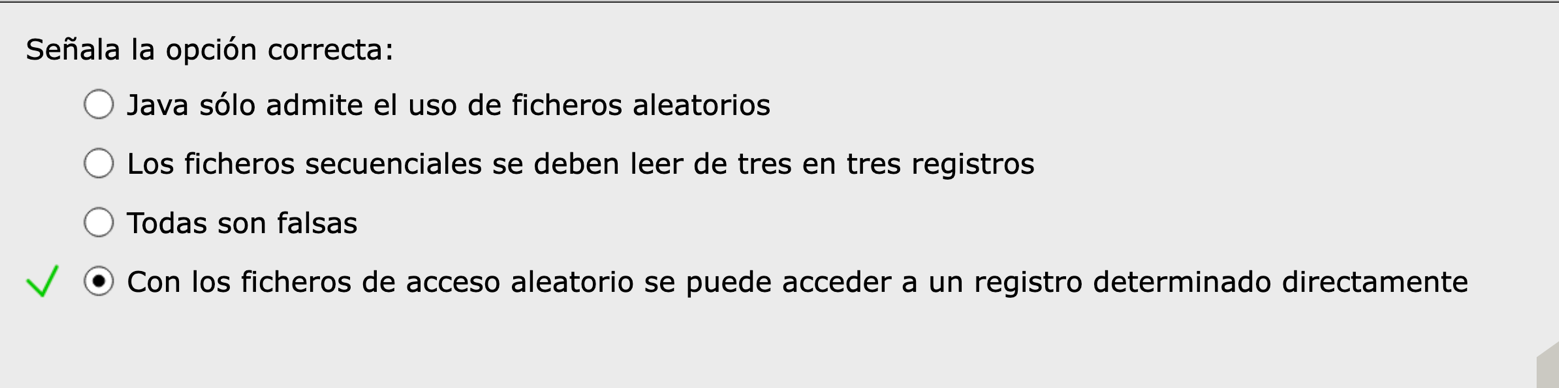 Señala la opción correcta:
Java sólo admite el uso de ficheros aleatorios
Los ficheros secuenciales se deben leer de tres en tres registros
Todas son falsas
Con los ficheros de acceso aleatorio se puede acceder a un registro determinado directamente